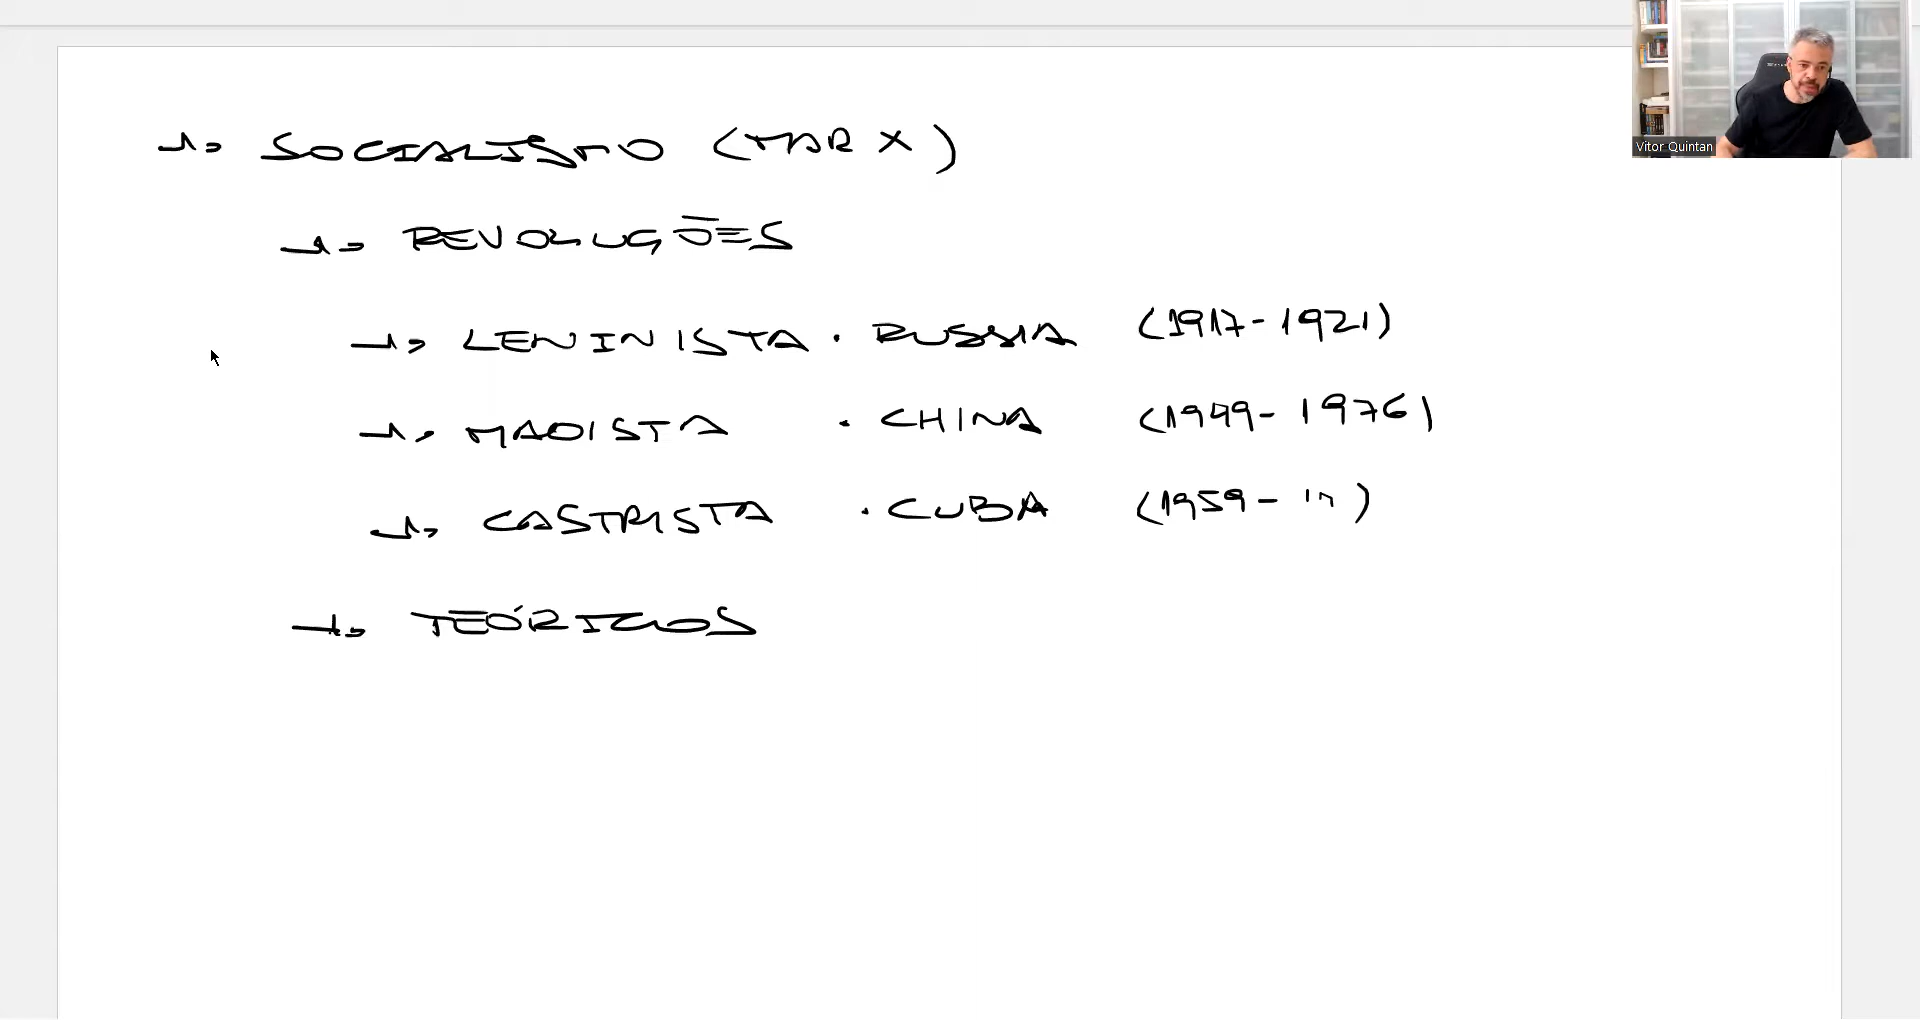 Vitor Quintan
→ SOCIALISMO (MARX)
→ REVOLUÇÕES
→ LENINISTA · RUSSIA (1917-1921)
→ MAOISTA · CHINA (1949-1976)
→ CASTRISTA · CUBA (1959- )
→ TEÓRICOS